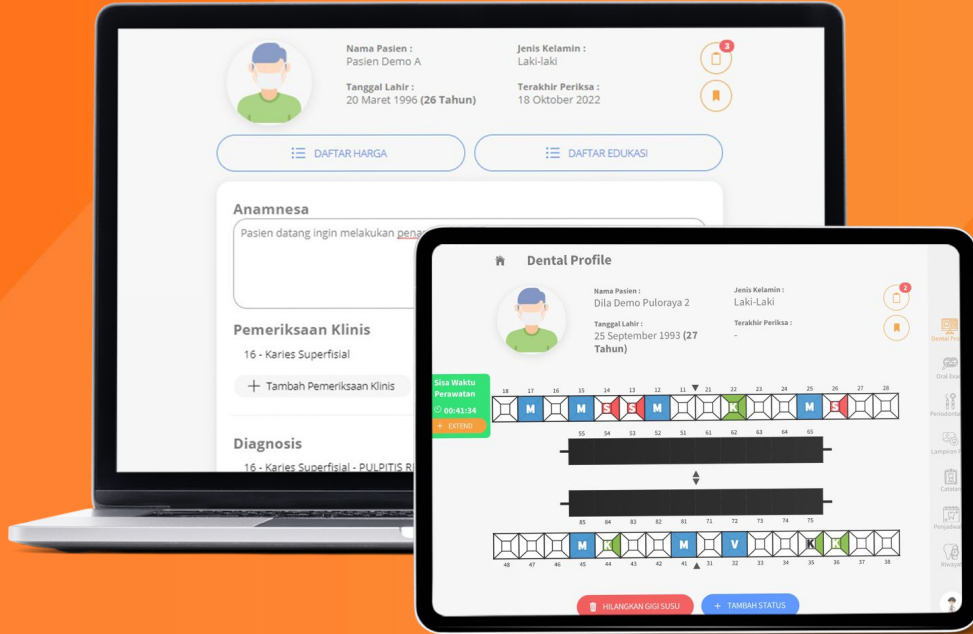 Nama Pasien :
Pasien Demo A
Jenis Kelamin :
Laki-laki
3
Tanggal Lahir :
20 Maret 1996 (26 Tahun)
Terakhir Periksa :
18 Oktober 2022
DAFTAR HARGA
DAFTAR EDUKASI
Anamnesa
Pasien datang ingin melakukan
Pemeriksaan Klinis
16 - Karies Superfisial
+ Tambah Pemeriksaan Klinis
Diagnosis
16 - Karies Superfisial - PULPITIS
Dental Profile
Nama Pasien :
Dila Demo Puloraya 2
Jenis Kelamin :
Laki-Laki
2
Tanggal Lahir :
25 September 1993 (27
Tahun)
Terakhir Periksa :
-
Sisa Waktu
Perawatan
00:41:34
+ EXTEND
18 17 16 15 14 13 12 11 21 22 23 24 25 26 27 28
M M S S M K M S
55 54 53 52 51 61 62 63 64 65
85 84 83 82 81 71 72 73 74 75
M K M V K K
48 47 46 45 44 43 42 41 31 32 33 34 35 36 37 38
HILANGKAN GIGI SUSU
+ TAMBAH STATUS
Dental
Oral
Lampiran
Catatan